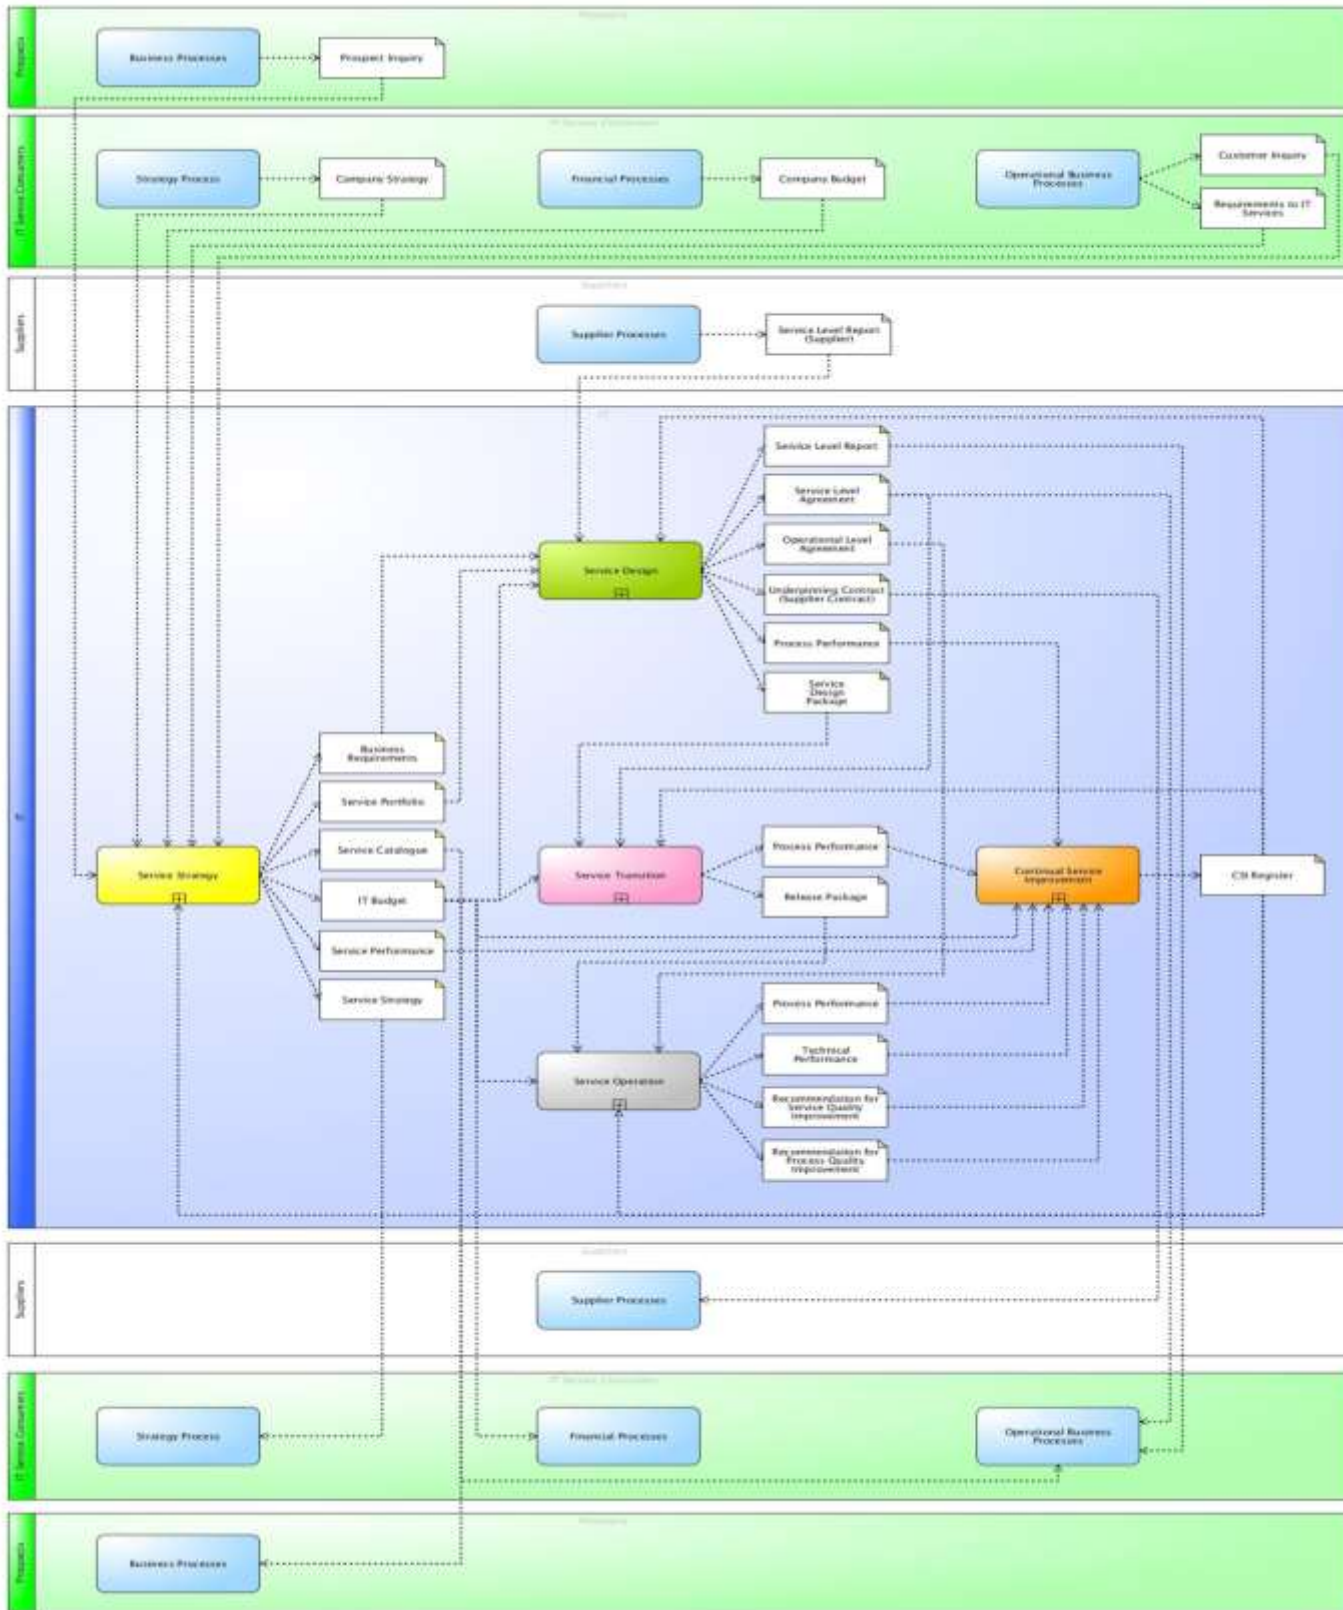 Prospects
Business Processes
Prospect Inquiry
IT Service Consumers
Strategy Process
Company Strategy
Financial Processes
Company Budget
Operational Business
Processes
Customer Inquiry
Requirements to IT
Services
Suppliers
Suppliers
Supplier Processes
Service Level Report
(Supplier)
IT
IT
Service Level Report
Service Level
Agreement
Operational Level
Agreement
Service Design
Underpinning Contract
(Supplier Contract)
Process Performance
Service
Design
Package
Business
Requirements
Service Portfolio
Service Catalogue
IT Budget
Service Performance
Service Strategy
Service Strategy
Service Transition
Process Performance
Release Package
Continual Service
Improvement
CSI Register
Service Operation
Process Performance
Technical
Performance
Recommendation for
Service Quality
Improvement
Recommendation for
Process Quality
Improvement
Suppliers
Suppliers
Supplier Processes
IT Service Consumers
Strategy Process
Financial Processes
Operational Business
Processes
Prospects
Business Processes